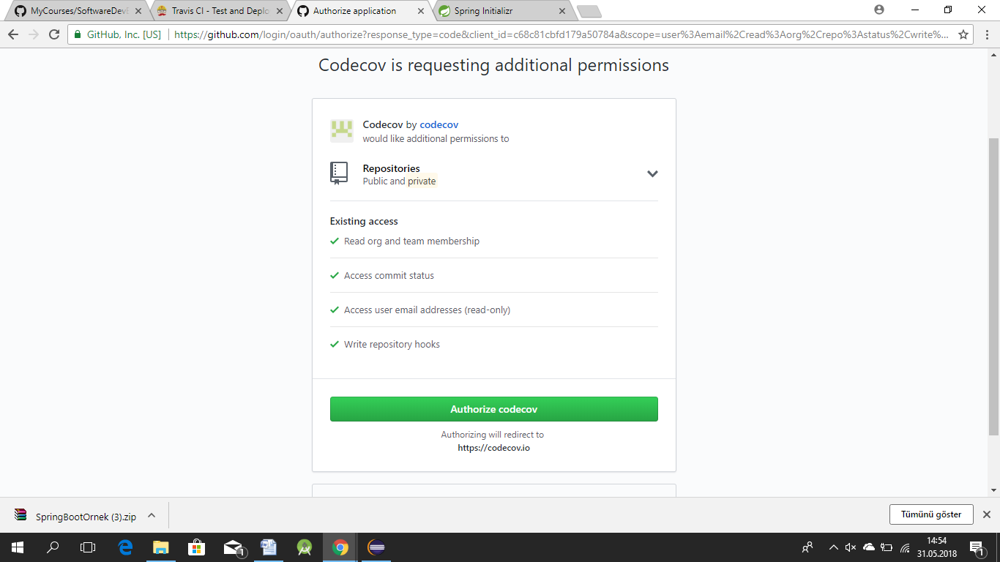 MyCourses/SoftwareDevE
Travis CI - Test and Deplo
Authorize application
Spring Initializr
GitHub, Inc. [US]
https://github.com/login/oauth/authorize?response_type=code&client_id=c68c81cbfd179a50784a&scope=user%3Aemail%2Cread%3Aorg%2Crepo%3Astatus%2Cwrite%...
Codecov is requesting additional permissions
Codecov by codecov
would like additional permissions to
Repositories
Public and private
Existing access
Read org and team membership
Access commit status
Access user email addresses (read-only)
Write repository hooks
Authorize codecov
Authorizing will redirect to
https://codecov.io
SpringBootOrnek (3).zip
Tümünü göster
1
14:54
31.05.2018
1